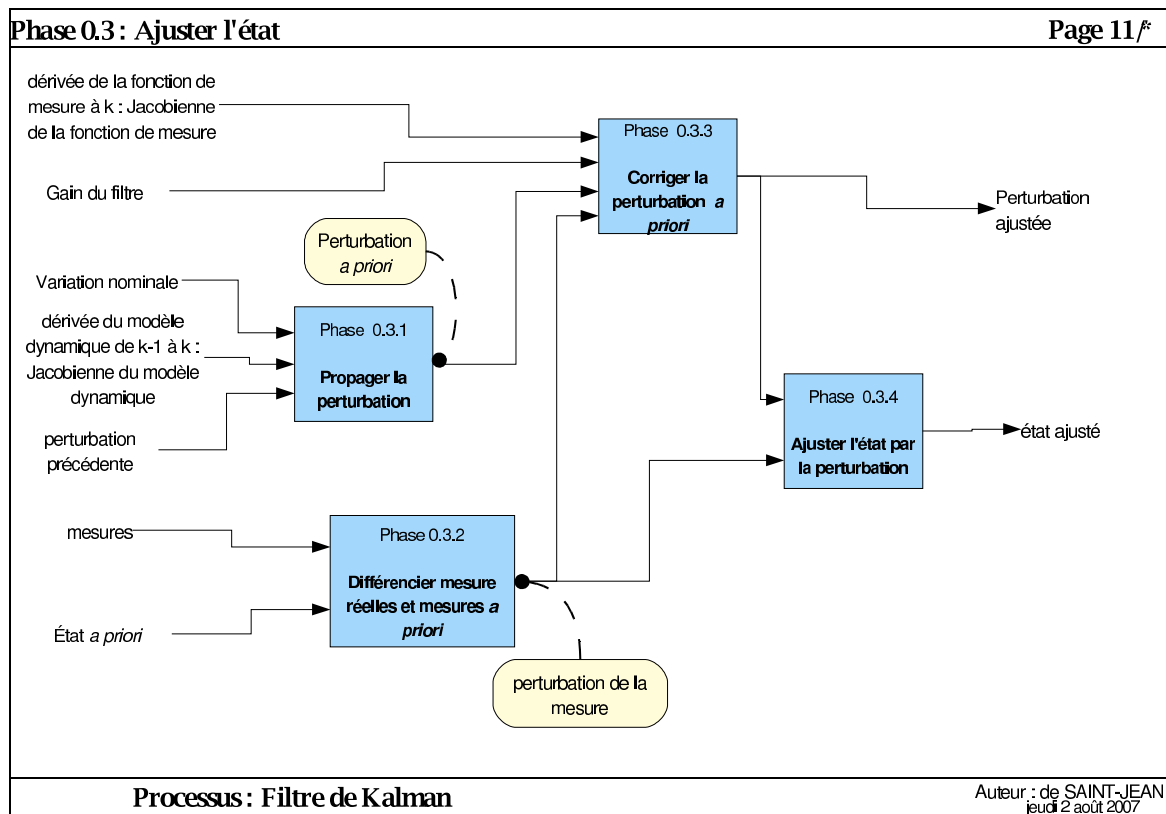 Phase 0.3 : Ajuster l'état
Page 11/
dérivée de la fonction de
mesure à k : Jacobienne
de la fonction de mesure
Gain du filtre
Variation nominale
dérivée du modèle
dynamique de k-1 à k :
Jacobienne du modèle
dynamique
perturbation
précédente
mesures
État a priori
Perturbation
a priori
Phase 0.3.1
Propager la
perturbation
Phase 0.3.2
Différencier mesure
réelles et mesures a
priori
perturbation de la
mesure
Phase 0.3.3
Corriger la
perturbation a
priori
Phase 0.3.4
Ajuster l'état par
la perturbation
Perturbation
ajustée
état ajusté
Processus : Filtre de Kalman
Auteur : de SAINT-JEAN
jeudi 2 août 2007